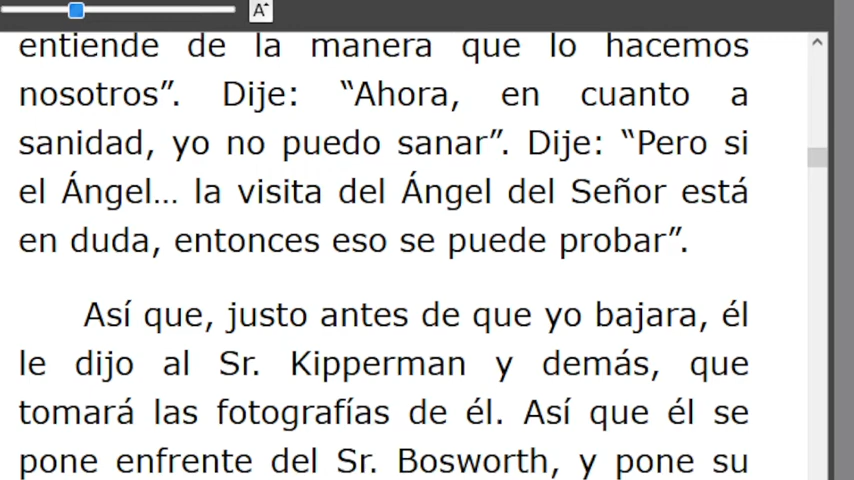 A
entiende de la manera que lo hacemos
nosotros”. Dije: “Ahora, en cuanto a
sanidad, yo no puedo sanar”. Dije: “Pero si
el Ángel... la visita del Ángel del Señor está
en duda, entonces eso se puede probar”.
Así que, justo antes de que yo bajara, él
le dijo al Sr. Kipperman y demás, que
tomará las fotografías de él. Así que él se
pone enfrente del Sr. Bosworth, y pone su